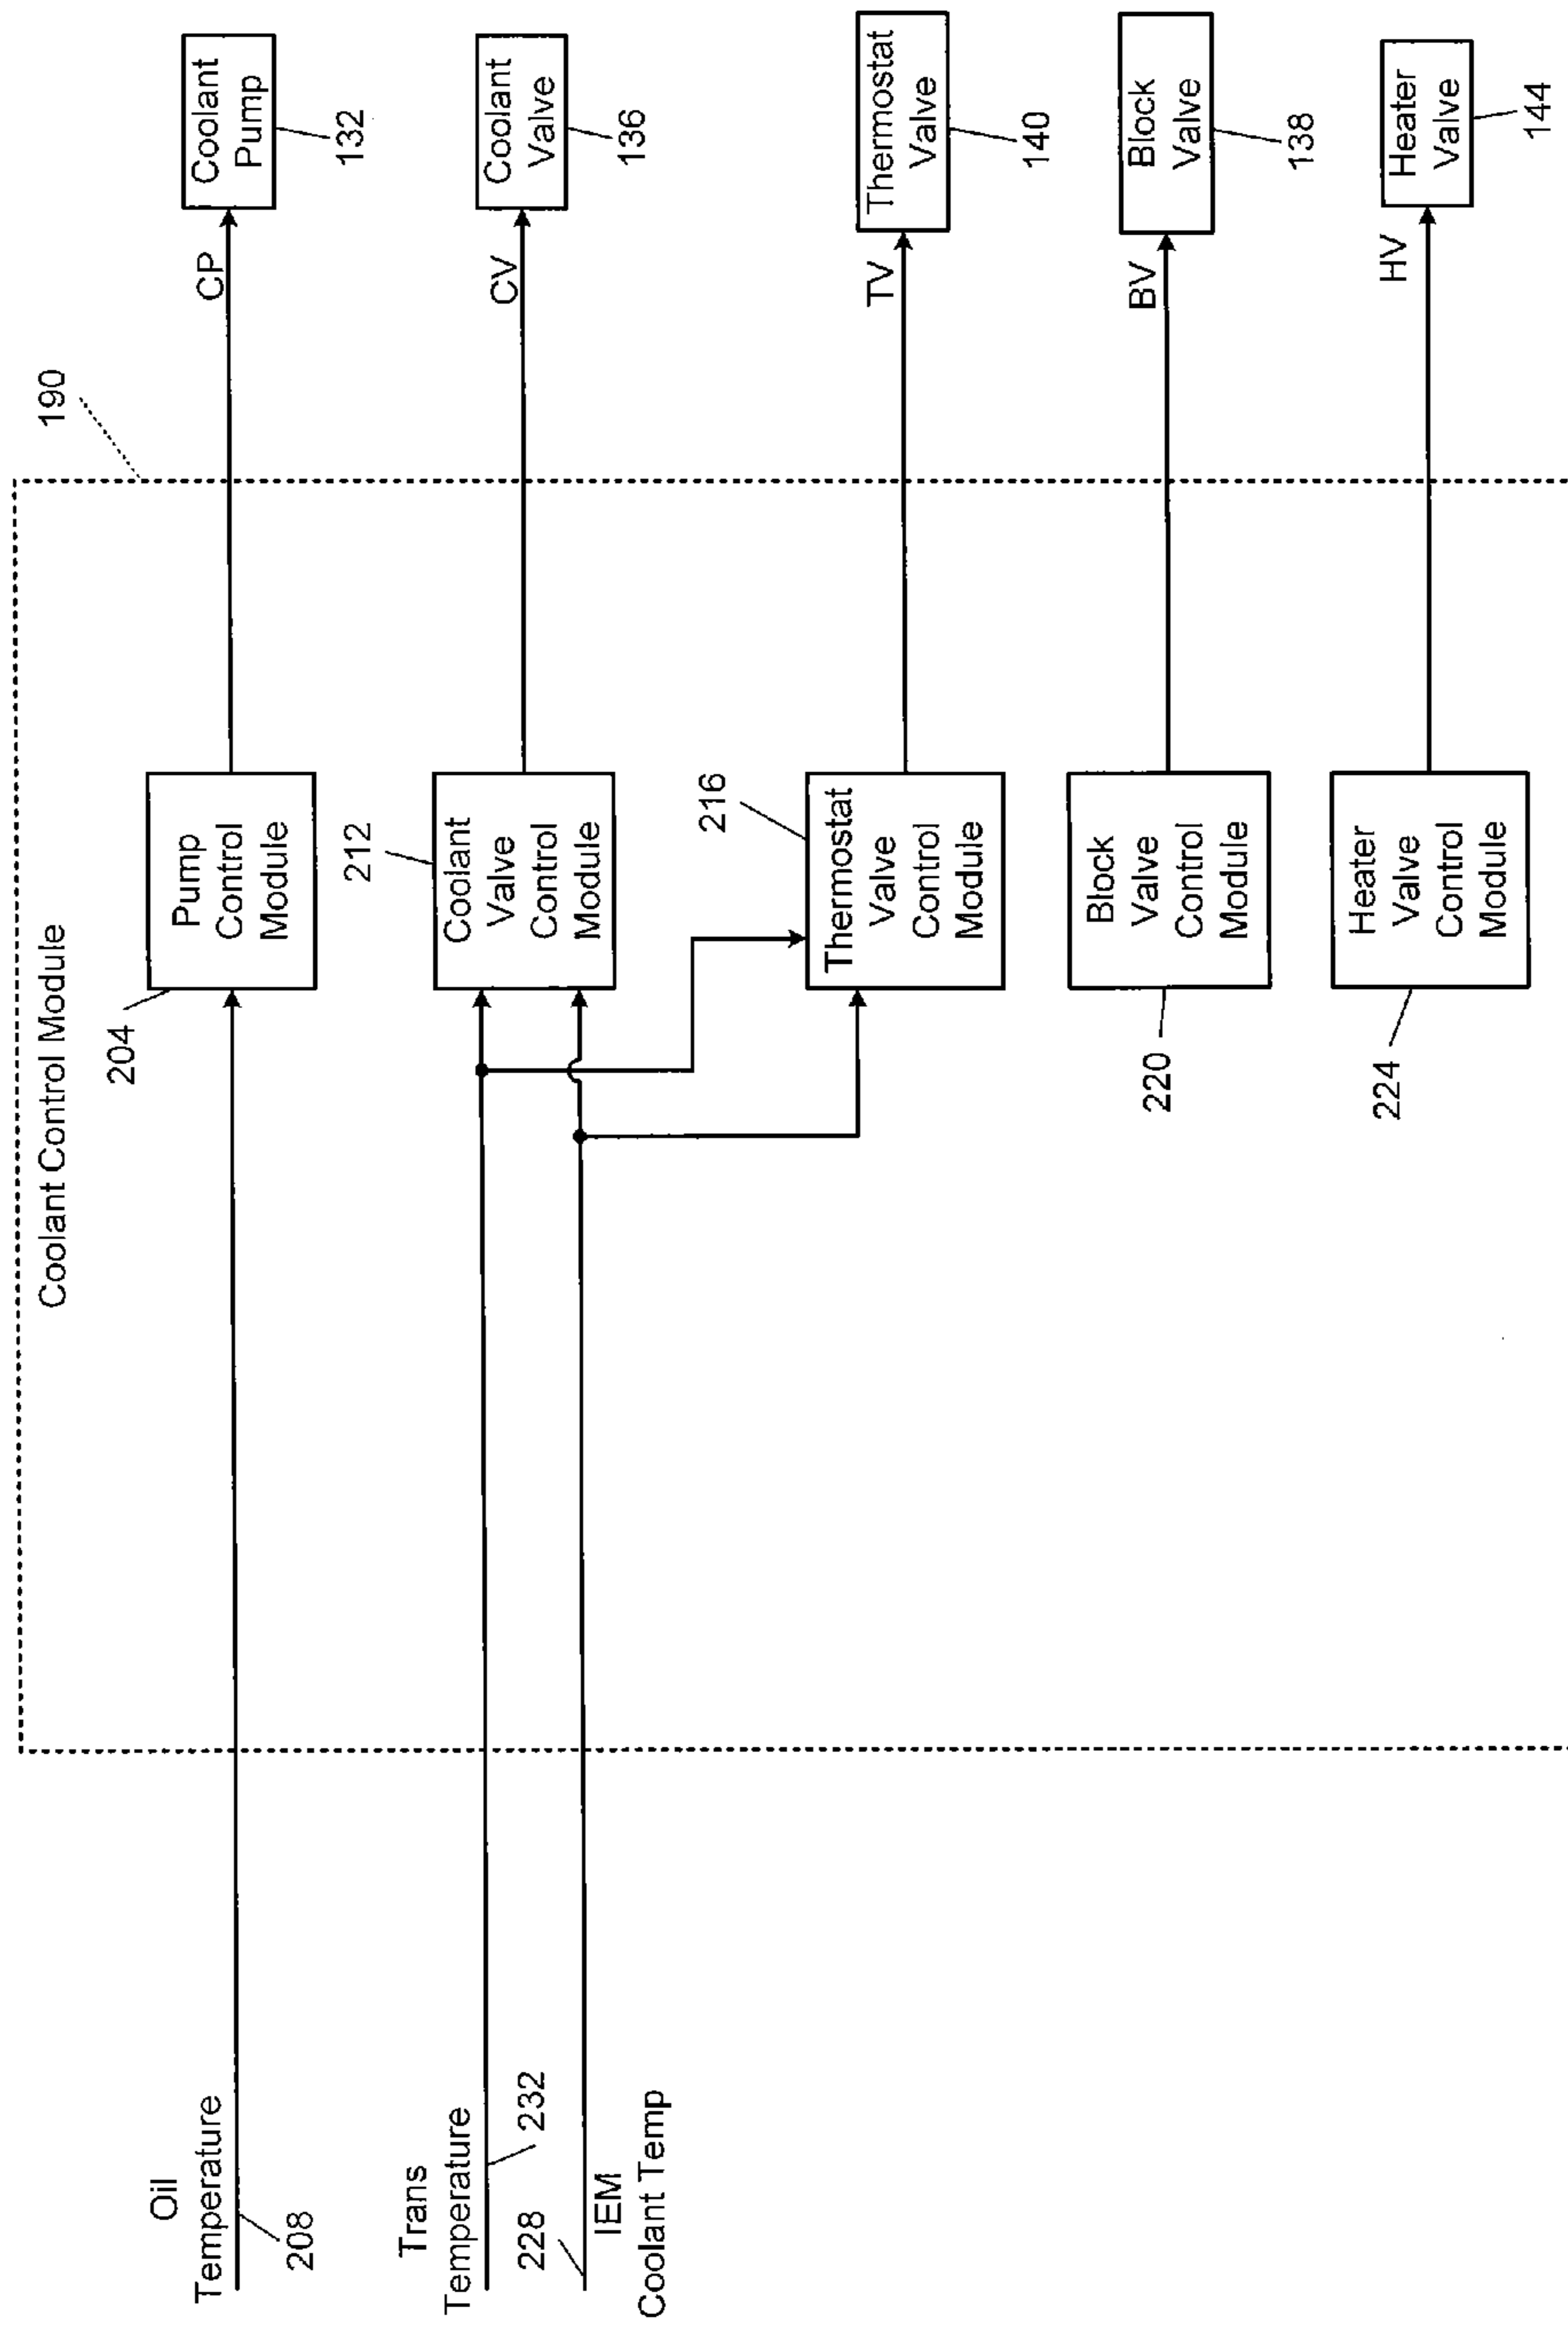 Coolant Control Module
190
Oil
Temperature
208
204
Pump
Control
Module
CP
Coolant
Pump
132
Trans
Temperature
232
228
IEM
Coolant Temp
212
Coolant
Valve
Control
Module
CV
Coolant
Valve
136
216
Thermostat
Valve
Control
Module
TV
Thermostat
Valve
140
220
Block
Valve
Control
Module
BV
Block
Valve
138
224
Heater
Valve
Control
Module
HV
Heater
Valve
144